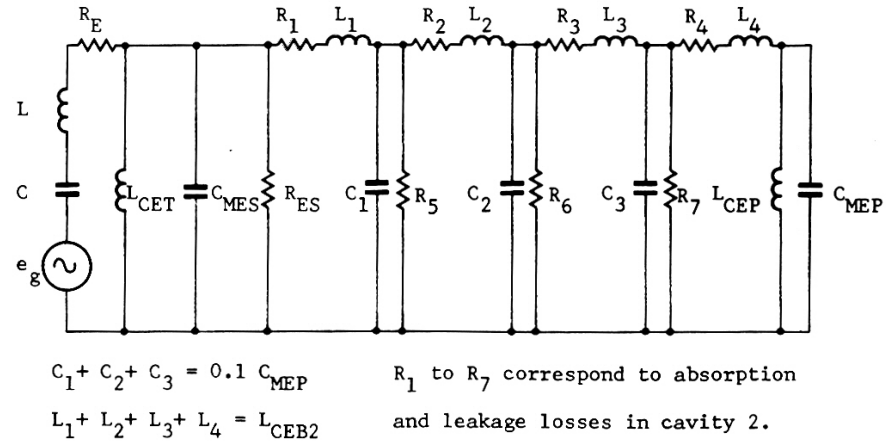 R_E R_1 L_1 R_2 L_2 R_3 L_3 R_4 L_4
L
C L_CET C_MES R_ES C_1 R_5 C_2 R_6 C_3 R_7 L_CEP C_MEP
e_g
C_1 + C_2 + C_3 = 0.1 C_MEP
L_1 + L_2 + L_3 + L_4 = L_CEB2
R_1 to R_7 correspond to absorption
and leakage losses in cavity 2.